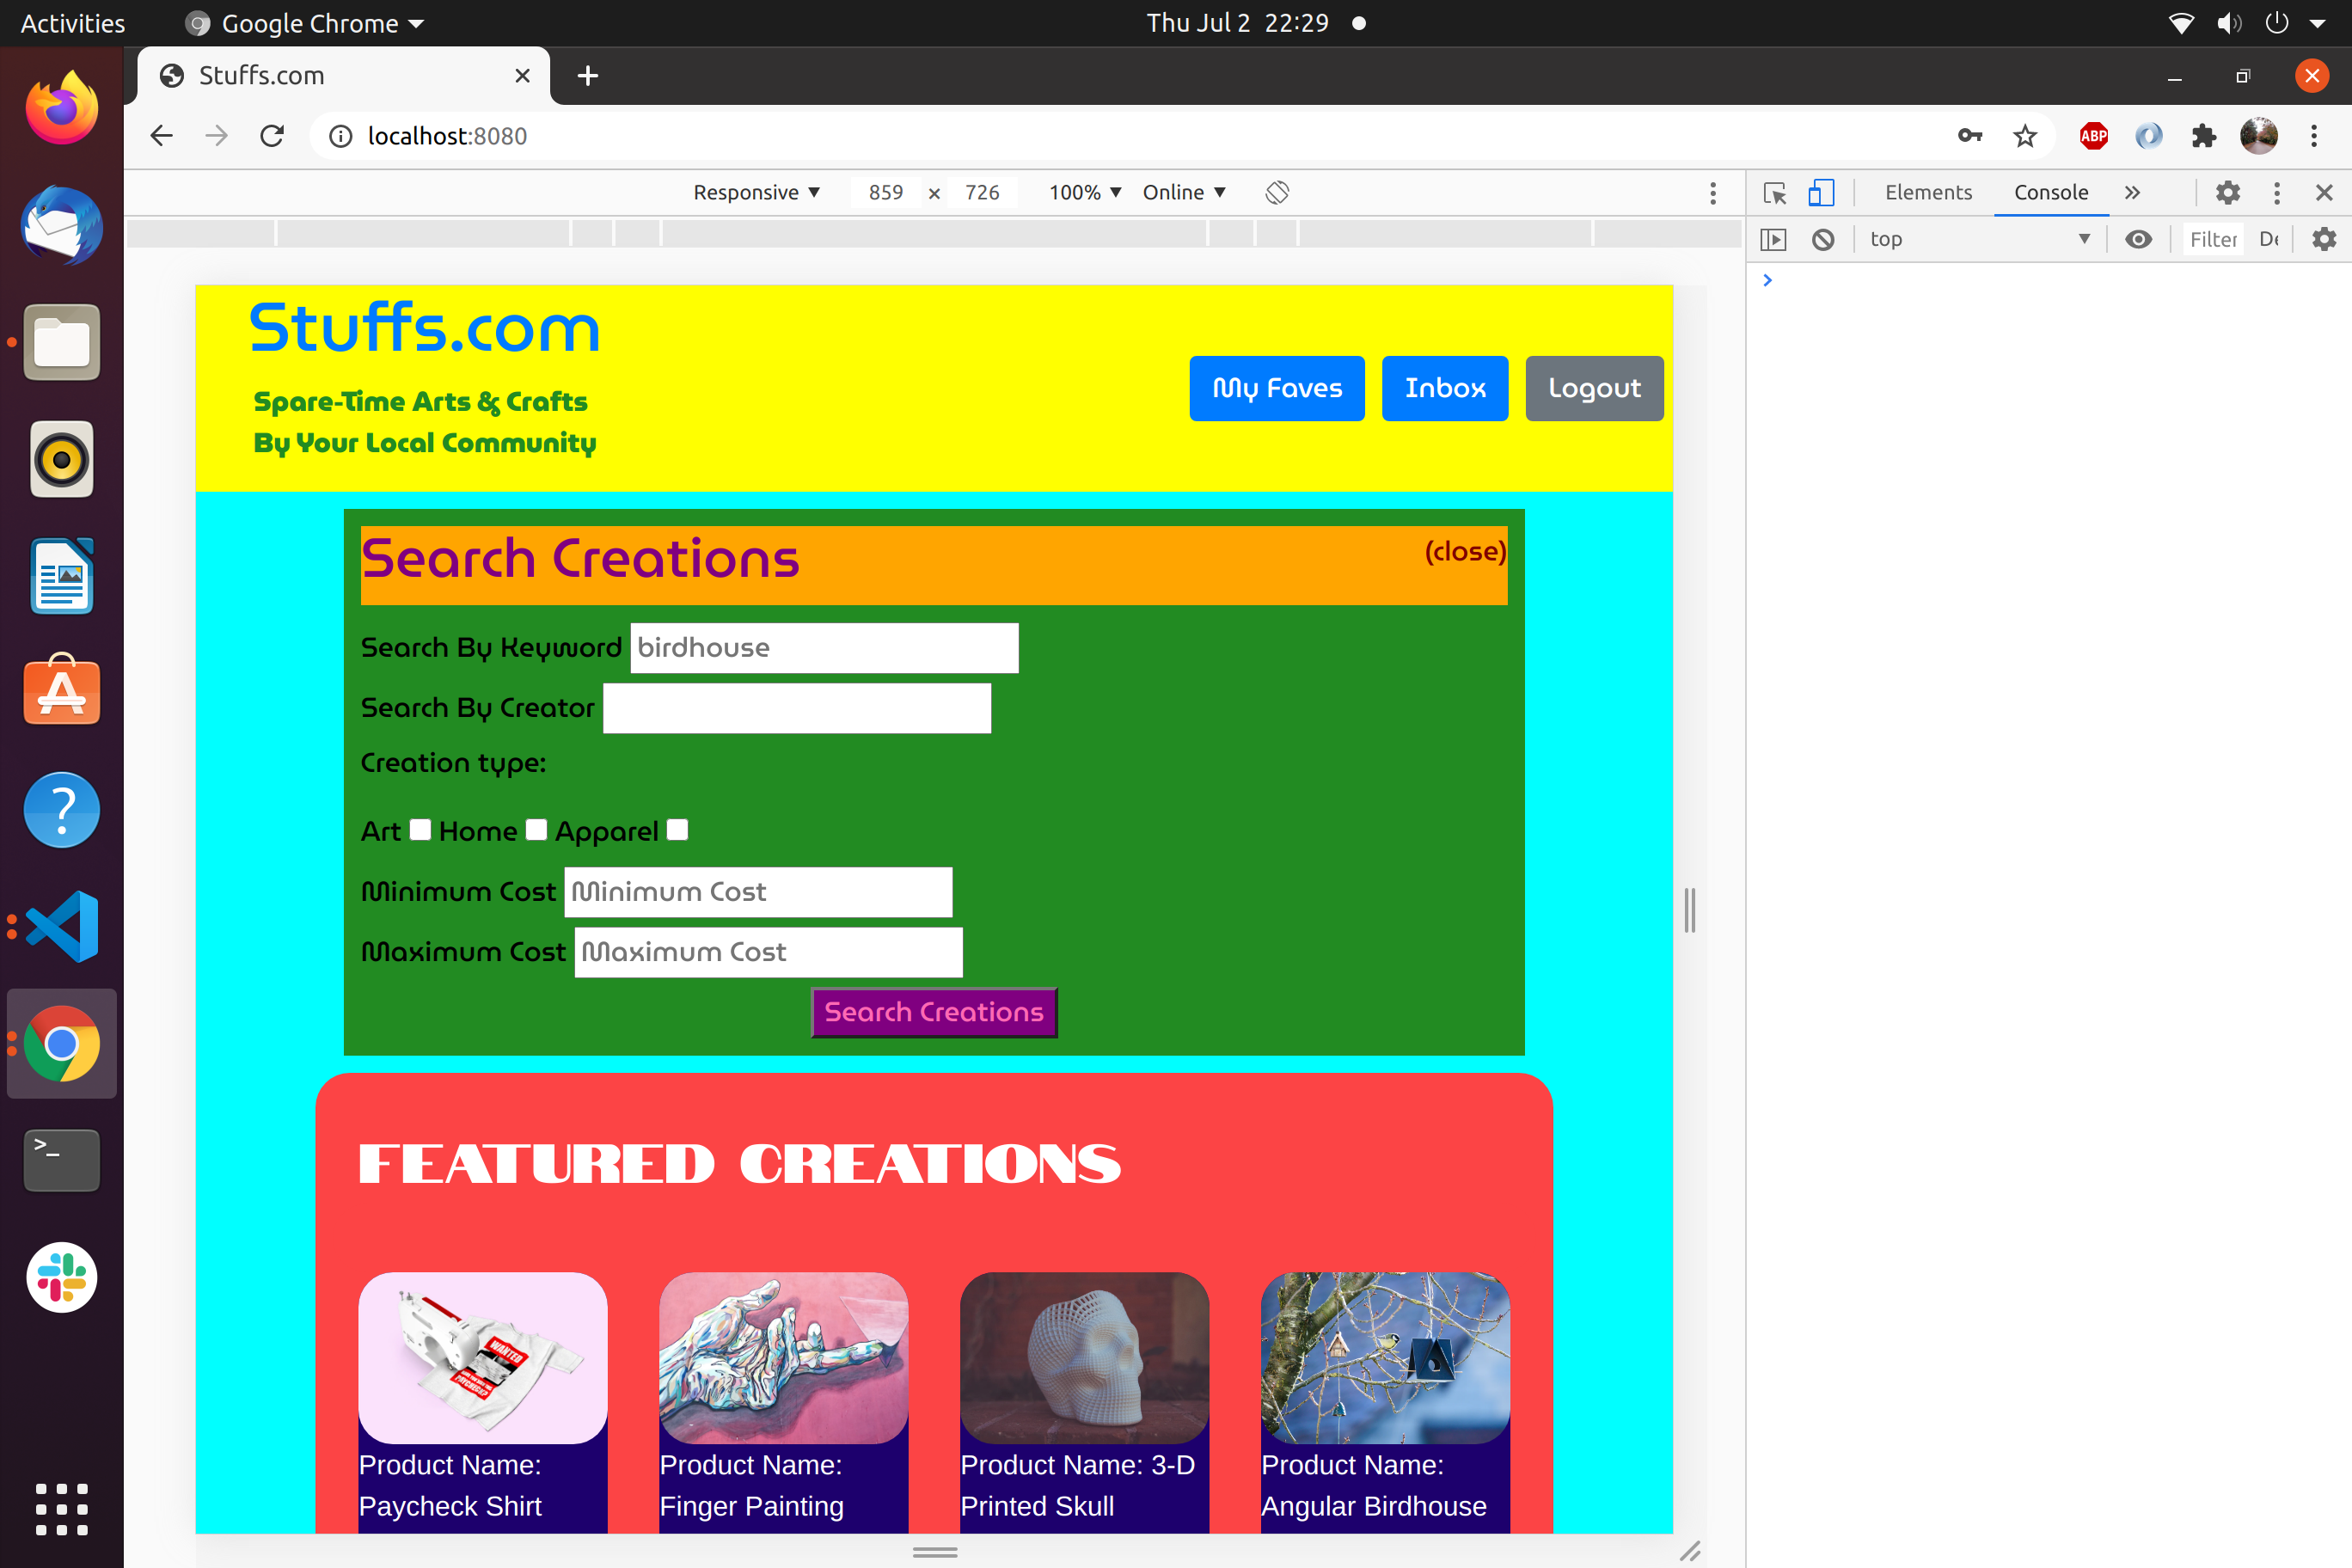 Activities
Google Chrome
Thu Jul 2 22:29
Stuffs.com
localhost:8080
ABP
Responsive
859 × 726
100%
Online
Elements
Console
top
Filter
Stuffs.com
Spare-Time Arts & Crafts
By Your Local Community
My Faves
Inbox
Logout
Search Creations
(close)
Search By Keyword birdhouse
Search By Creator
Creation type:
Art Home Apparel
Minimum Cost Minimum Cost
Maximum Cost Maximum Cost
Search Creations
FEATURED CREATIONS
WANTED
PAYCHECK?
Product Name:
Paycheck Shirt
Product Name:
Finger Painting
Product Name: 3-D
Printed Skull
Product Name:
Angular Birdhouse